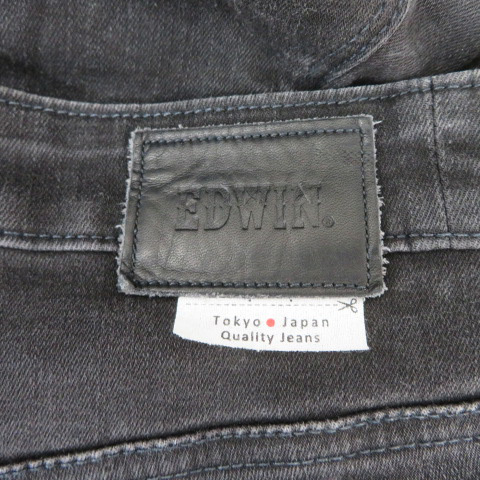 EDWIN®
Tokyo ● Japan
Quality Jeans